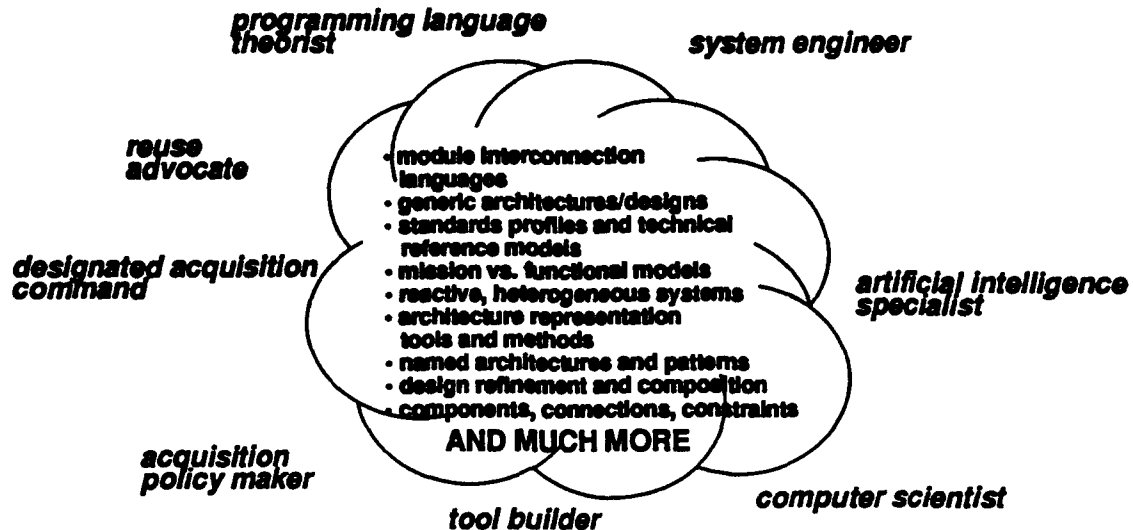 programming language
theorist
system engineer
reuse
advocate
• module interconnection
languages
• generic architectures/designs
• standards profiles and technical
reference models
• mission vs. functional models
• reactive, heterogeneous systems
• architecture representation
tools and methods
• named architectures and patterns
• design refinement and composition
• components, connections, constraints
AND MUCH MORE
designated acquisition
command
artificial intelligence
specialist
acquisition
policy maker
tool builder
computer scientist